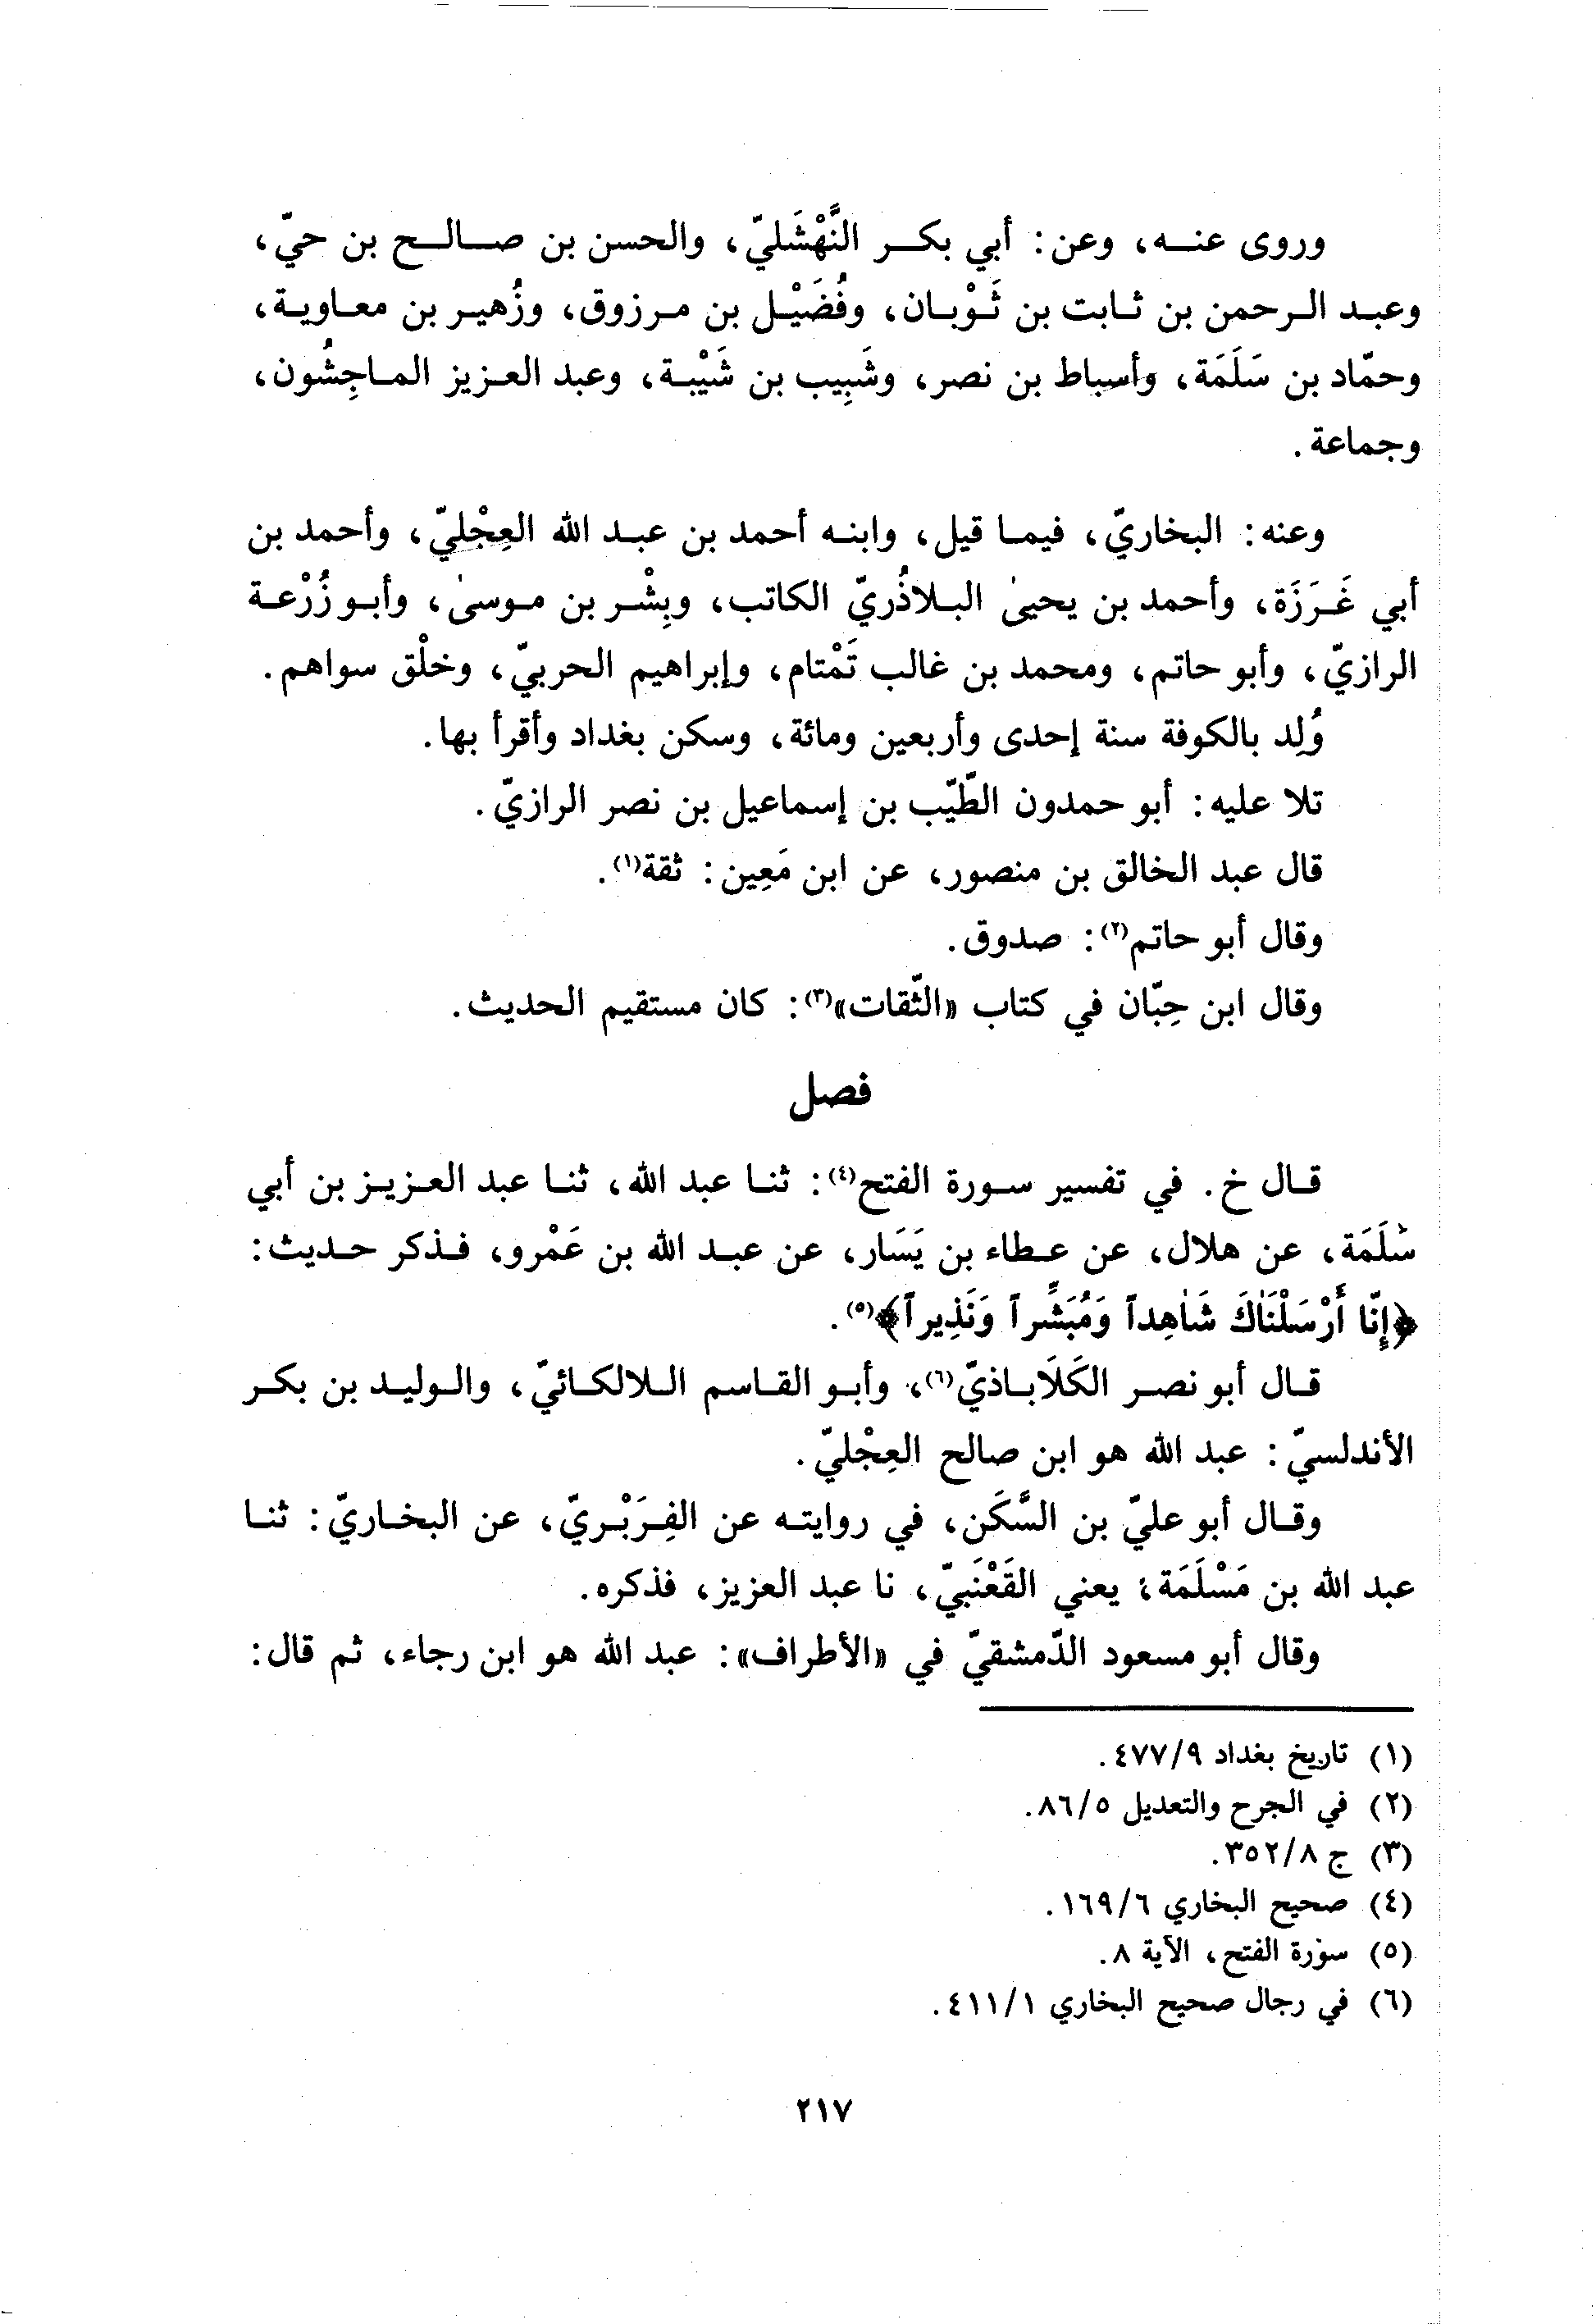 وروى عنه، وعن: أبي بكر النَّهْشَليّ، والحسن بن صالح بن حيّ،
وعبد الرحمن بن ثابت بن ثَوْبان، وفُضَيْل بن مرزوق، وزُهير بن معاوية،
وحمّاد بن سَلَمَة، وأسباط بن نصر، وشَبِيب بن شَيْبة، وعبد العزيز الماجِشُون،
وجماعة.
وعنه: البخاريّ، فيما قيل، وابنه أحمد بن عبد الله العِجْليّ، وأحمد بن
أبي غَرَزَة، وأحمد بن يحيىٰ البلاذُريّ الكاتب، وبِشْر بن موسىٰ، وأبو زُرْعة
الرازيّ، وأبو حاتم، ومحمد بن غالب تَمْتام، وإبراهيم الحربيّ، وخلْق سواهم.
وُلِد بالكوفة سنة إحدى وأربعين ومائة، وسكن بغداد وأقرأ بها.
تلا عليه: أبو حمدون الطّيّب بن إسماعيل بن نصر الرازيّ.
قال عبد الخالق بن منصور، عن ابن مَعِين: ثقة(١).
وقال أبو حاتم(٢): صدوق.
وقال ابن حِبّان في كتاب «الثّقات»(٣): كان مستقيم الحديث.
فصل
قال خ. في تفسير سورة الفتح(٤): ثنا عبد الله، ثنا عبد العزيز بن أبي
سَلَمَة، عن هلال، عن عطاء بن يَسَار، عن عبد الله بن عَمْرو، فذكر حديث:
﴿إِنّا أَرْسَلْنَاكَ شَاهِداً وَمُبَشِّراً وَنَذِيراً﴾(٥).
قال أبو نصر الكَلَاباذيّ(٦)، وأبو القاسم اللالكائيّ، والوليد بن بكر
الأندلسيّ: عبد الله هو ابن صالح العِجْليّ.
وقال أبو عليّ بن السَّكَن، في روايته عن الفِرَبْريّ، عن البخاريّ: ثنا
عبد الله بن مَسْلَمَة؛ يعني القَعْنَبيّ، نا عبد العزيز، فذكره.
وقال أبو مسعود الدّمشقيّ في «الأطراف»: عبد الله هو ابن رجاء، ثم قال:
(١) تاريخ بغداد ٤٧٧/٩.
(٢) في الجرح والتعديل ٨٦/٥.
(٣) ج ٣٥٢/٨.
(٤) صحيح البخاري ١٦٩/٦.
(٥) سورة الفتح، الآية ٨.
(٦) في رجال صحيح البخاري ٤١١/١.
٢١٧